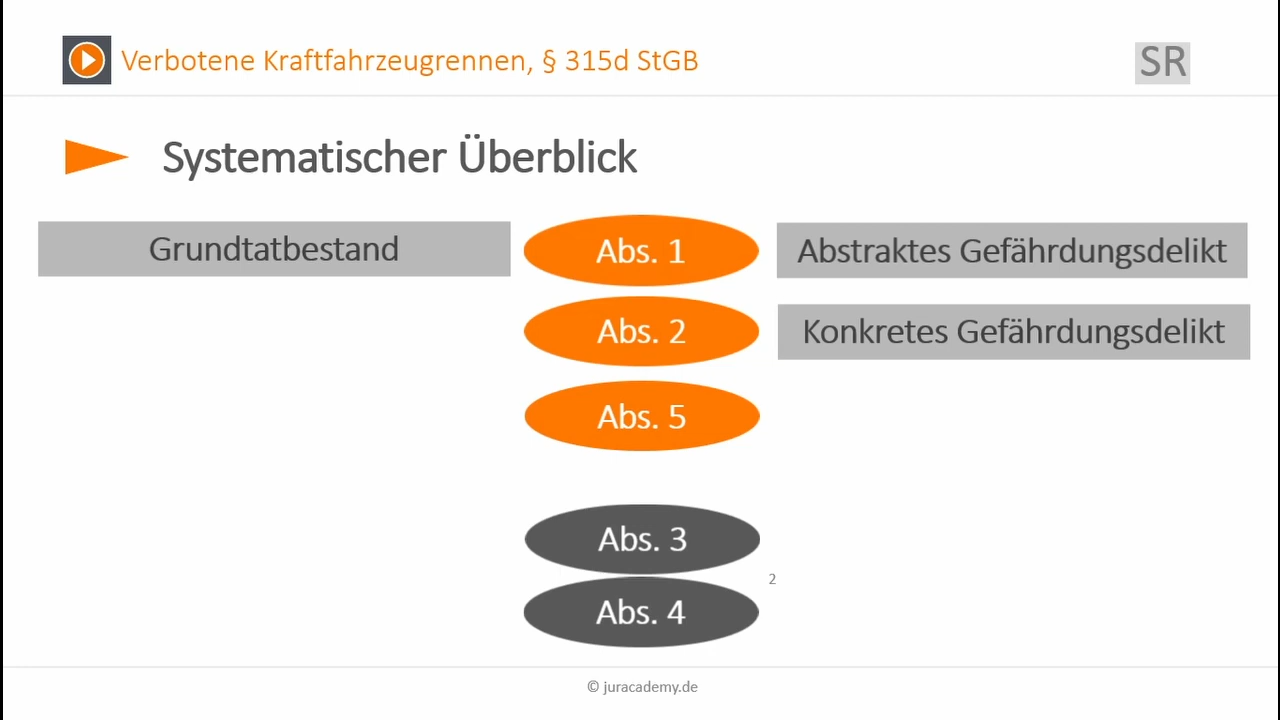 Verbotene Kraftfahrzeugrennen, § 315d StGB
SR
Systematischer Überblick
Grundtatbestand
Abs. 1
Abstraktes Gefährdungsdelikt
Abs. 2
Konkretes Gefährdungsdelikt
Abs. 5
Abs. 3
2
Abs. 4
© juracademy.de